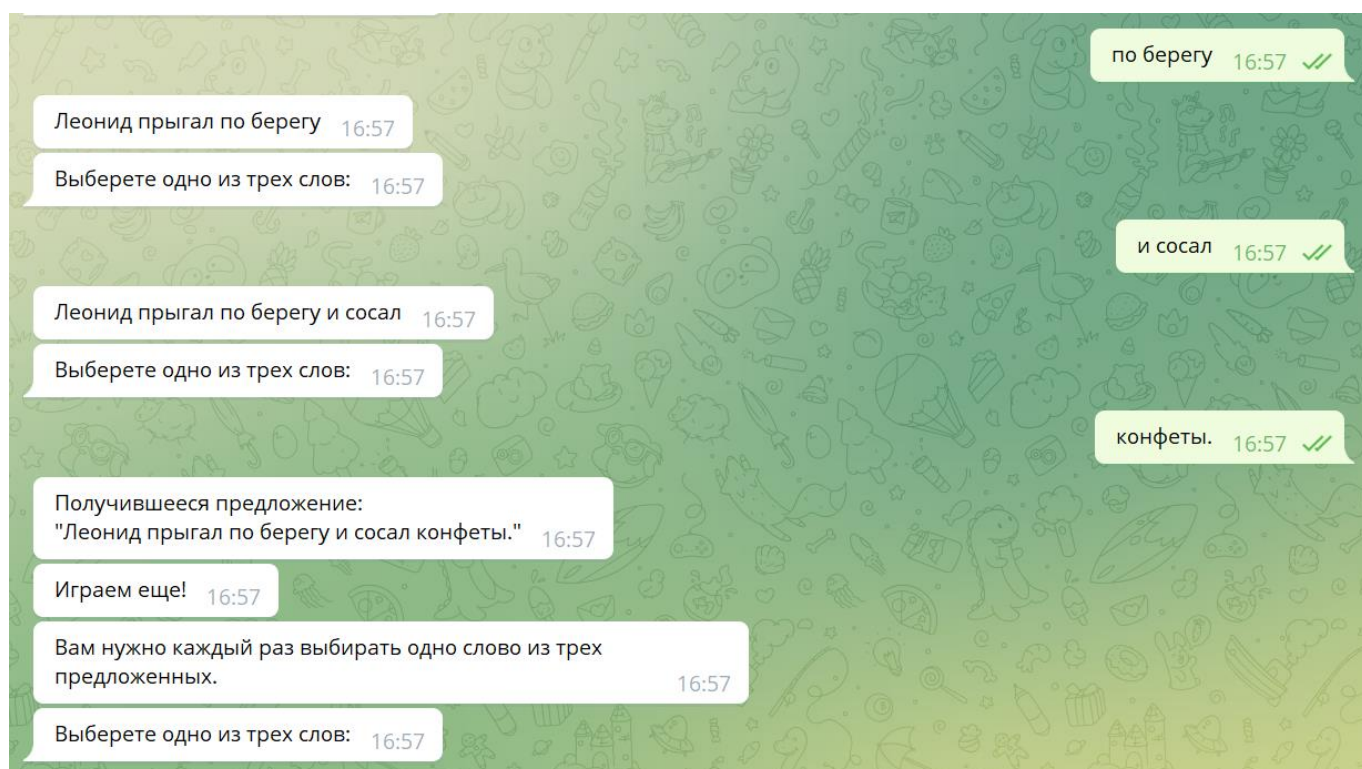 по берегу 16:57
Леонид прыгал по берегу 16:57
Выберете одно из трех слов: 16:57
и сосал 16:57
Леонид прыгал по берегу и сосал 16:57
Выберете одно из трех слов: 16:57
конфеты. 16:57
Получившееся предложение:
"Леонид прыгал по берегу и сосал конфеты." 16:57
Играем еще! 16:57
Вам нужно каждый раз выбирать одно слово из трех
предложенных. 16:57
Выберете одно из трех слов: 16:57